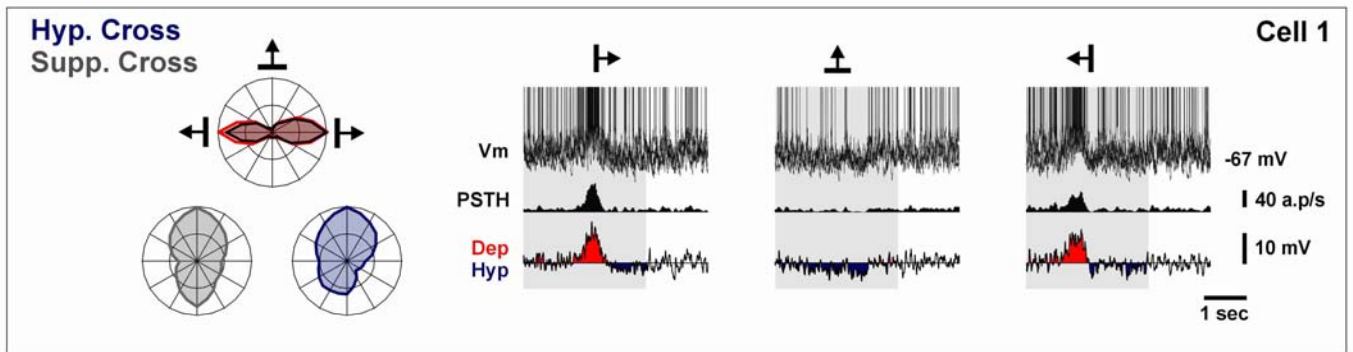 Hyp. Cross
Supp. Cross
Cell 1
Vm
-67 mV
PSTH
40 a.p/s
Dep
Hyp
10 mV
1 sec